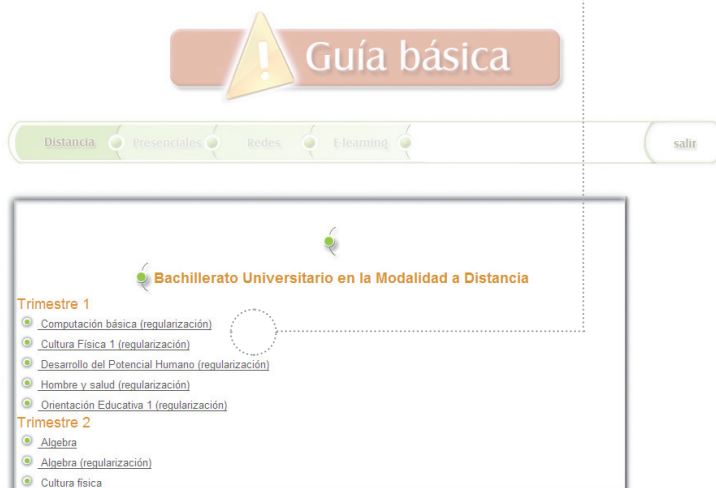 Guía básica
Distancia Presenciales Redes E-learning salir
Bachillerato Universitario en la Modalidad a Distancia
Trimestre 1
Computación básica (regularización)
Cultura Física 1 (regularización)
Desarrollo del Potencial Humano (regularización)
Hombre y salud (regularización)
Orientación Educativa 1 (regularización)
Trimestre 2
Algebra
Algebra (regularización)
Cultura física